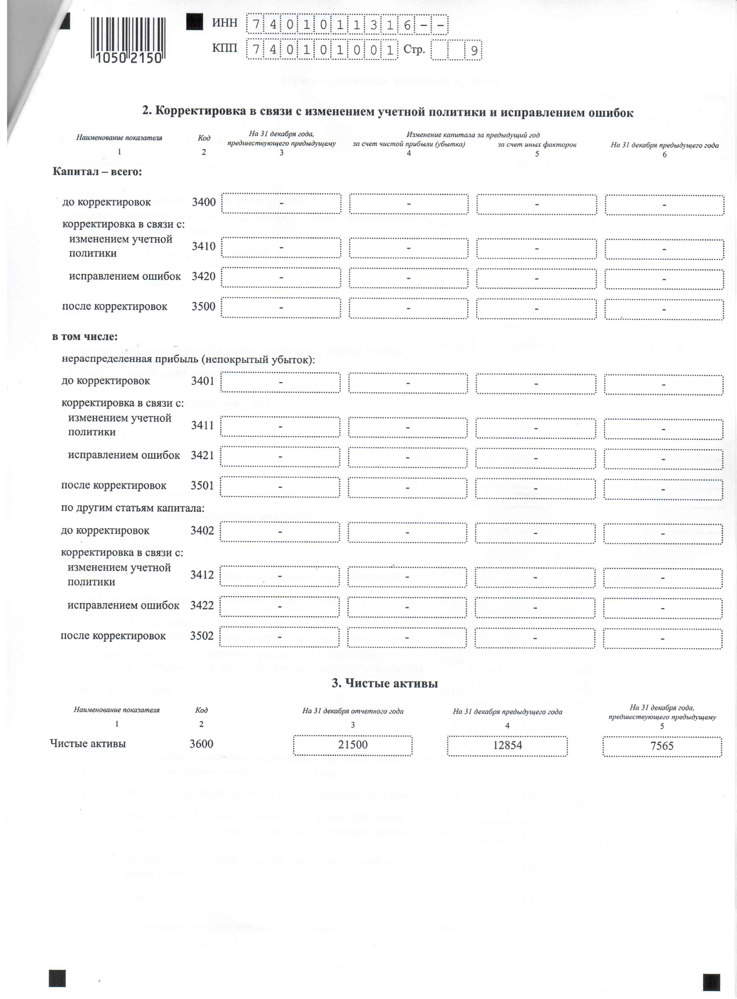 ИНН 7401011316--
КПП 740101001 Стр. 9
1050 2150
2. Корректировка в связи с изменением учетной политики и исправлением ошибок
Наименование показателя Код На 31 декабря года, предшествующего предыдущему Изменение капитала за предыдущий год
за счет чистой прибыли (убытка) за счет иных факторов На 31 декабря предыдущего года
1 2 3 4 5 6
Капитал – всего:
до корректировок 3400 - - - -
корректировка в связи с:
изменением учетной
политики 3410 - - - -
исправлением ошибок 3420 - - - -
после корректировок 3500 - - - -
в том числе:
нераспределенная прибыль (непокрытый убыток):
до корректировок 3401 - - - -
корректировка в связи с:
изменением учетной
политики 3411 - - - -
исправлением ошибок 3421 - - - -
после корректировок 3501 - - - -
по другим статьям капитала:
до корректировок 3402 - - - -
корректировка в связи с:
изменением учетной
политики 3412 - - - -
исправлением ошибок 3422 - - - -
после корректировок 3502 - - - -
3. Чистые активы
Наименование показателя Код На 31 декабря отчетного года На 31 декабря предыдущего года На 31 декабря года, предшествующего предыдущему
1 2 3 4 5
Чистые активы 3600 21500 12854 7565